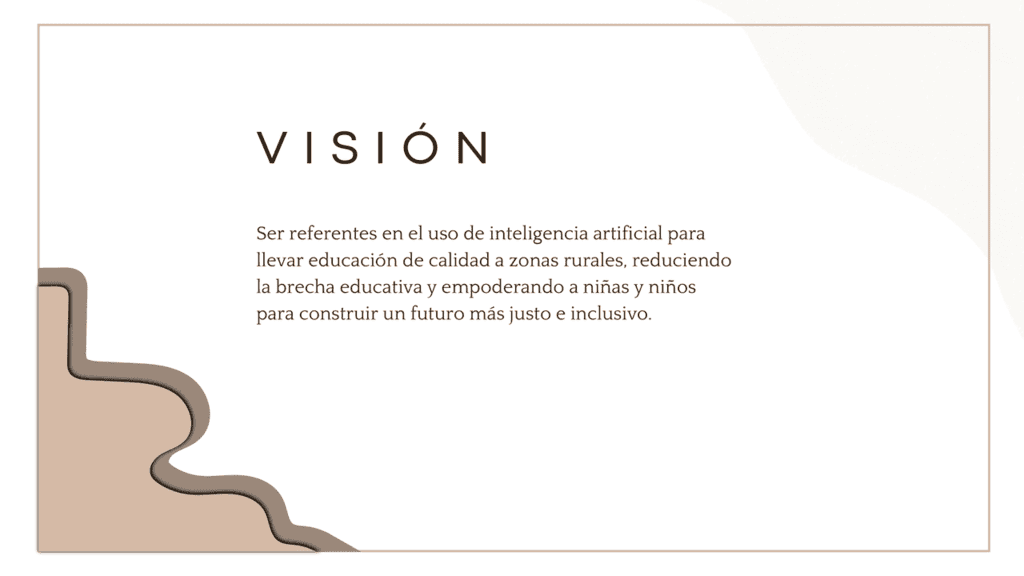 VISIÓN
Ser referentes en el uso de inteligencia artificial para
llevar educación de calidad a zonas rurales, reduciendo
la brecha educativa y empoderando a niñas y niños
para construir un futuro más justo e inclusivo.